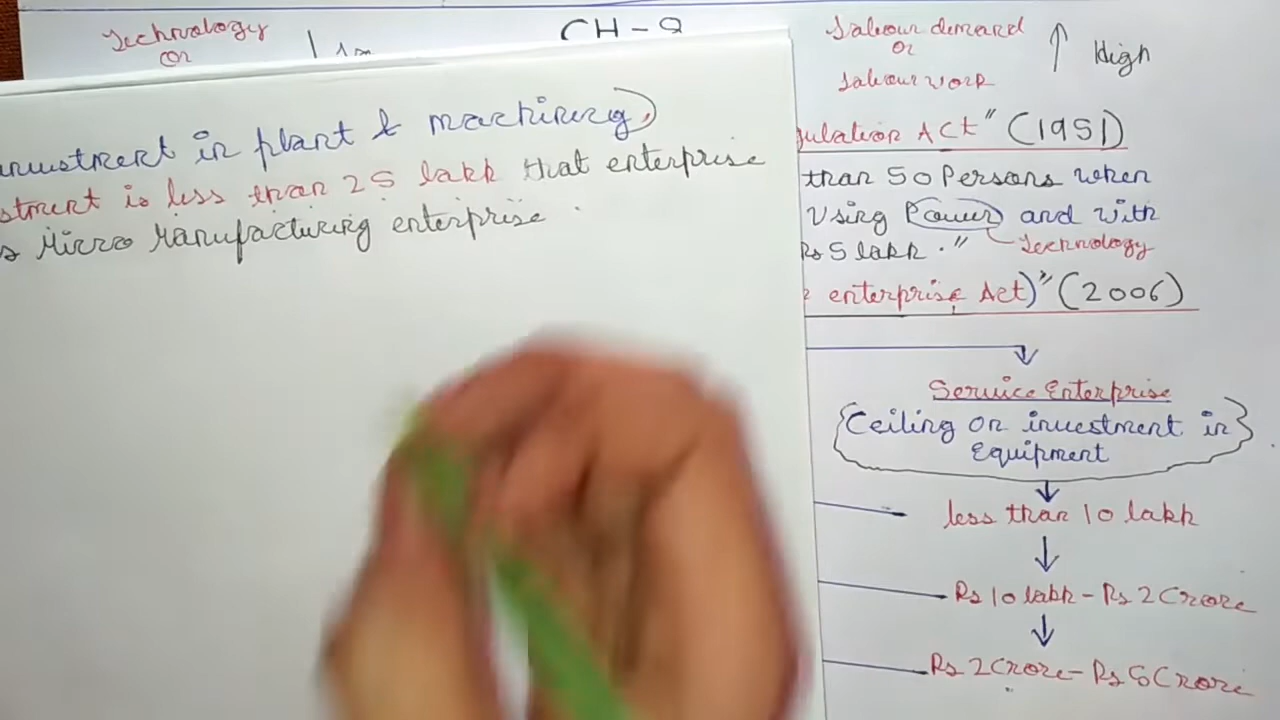 Technology
or
CH-9
Labour demand
or
Labour work
High
investment in plant & machinery)
stment is less than 25 lakh that enterprise
s Micro Manufacturing enterprise.
gulation ACt" (1951)
than 50 Persons when
Using Power and with
Rs 5 lakh."
Technology
enterprise Act)" (2006)
Service Enterprise
{Ceiling on investment in
Equipment}
less than 10 lakh
Rs 10 lakh - Rs 2 Crore
Rs 2 Crore - Rs 5 Crore